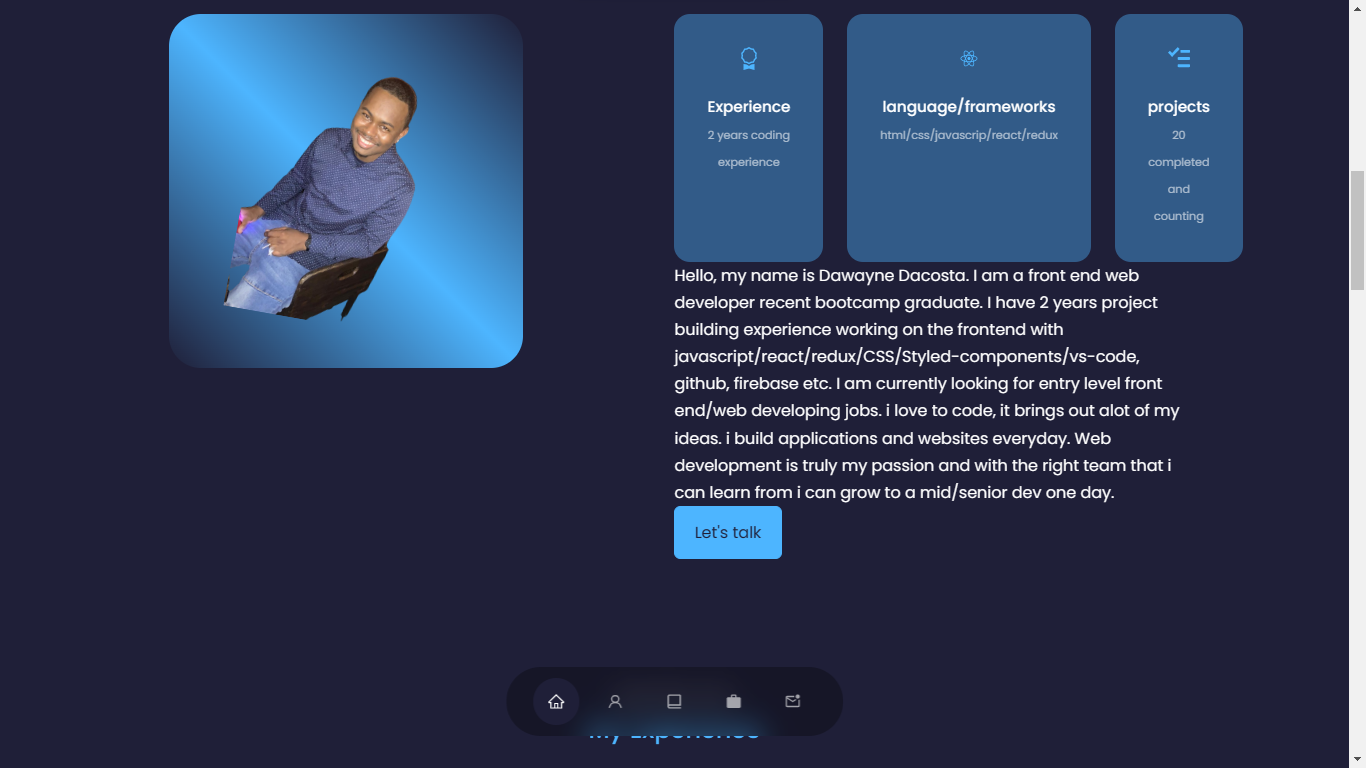 Experience
2 years coding
experience
language/frameworks
html/css/javascrip/react/redux
projects
20
completed
and
counting
Hello, my name is Dawayne Dacosta. I am a front end web
developer recent bootcamp graduate. I have 2 years project
building experience working on the frontend with
javascript/react/redux/CSS/Styled-components/vs-code,
github, firebase etc. I am currently looking for entry level front
end/web developing jobs. i love to code, it brings out alot of my
ideas. i build applications and websites everyday. Web
development is truly my passion and with the right team that i
can learn from i can grow to a mid/senior dev one day.
Let's talk
My Experience